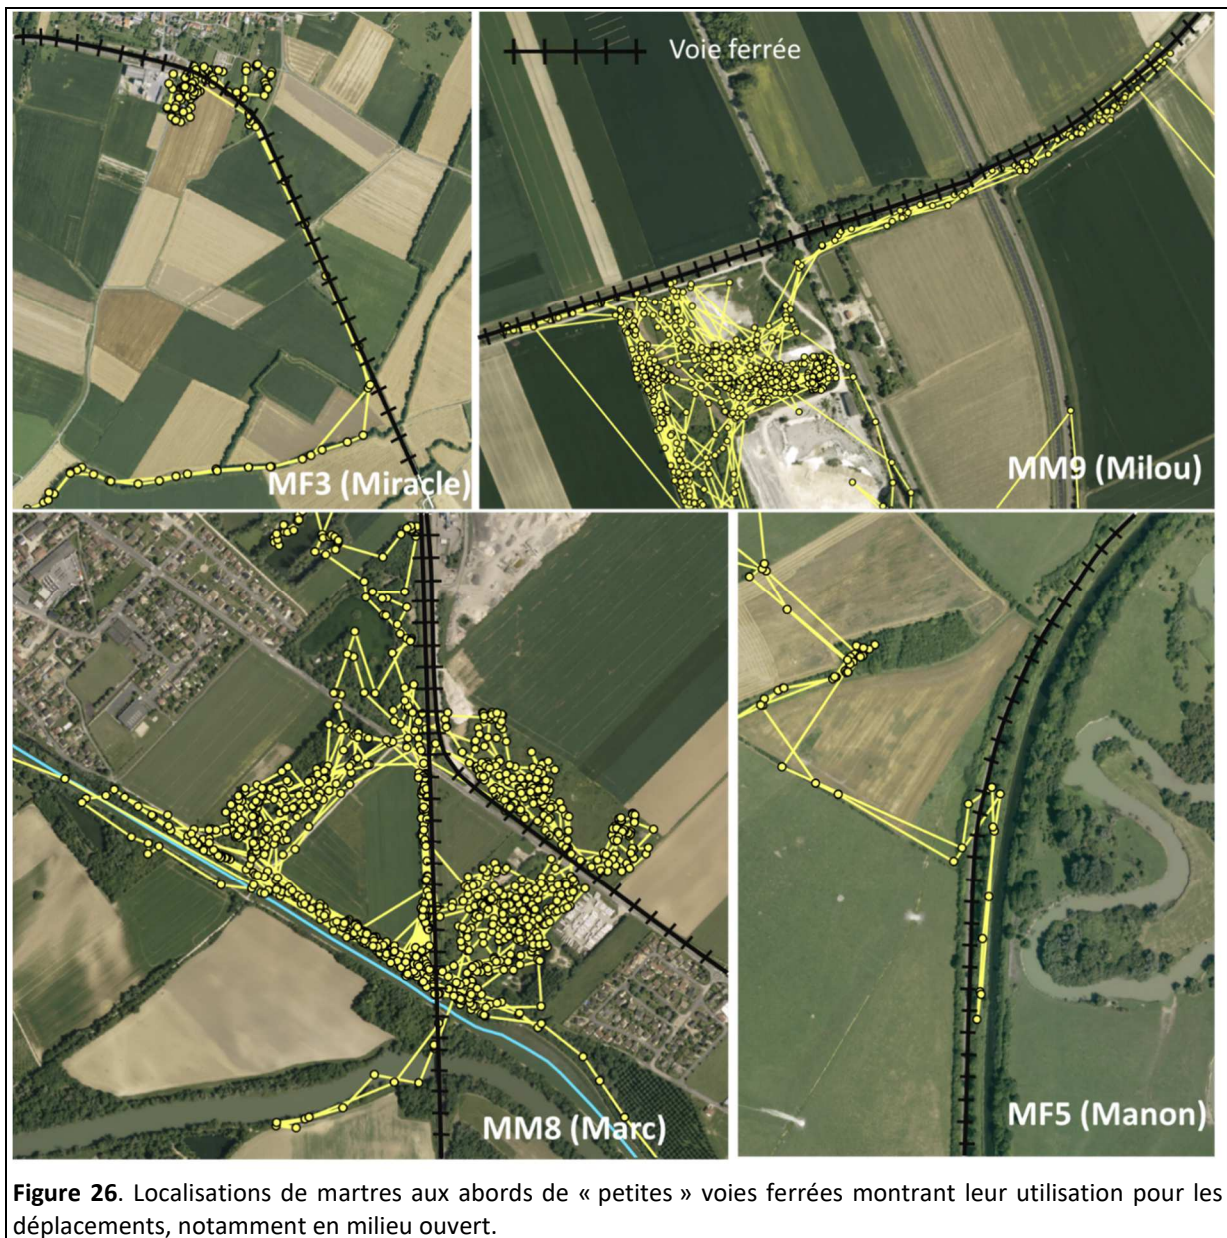 Voie ferrée
MF3 (Miracle)
MM9 (Milou)
MM8 (Marc)
MF5 (Manon)
Figure 26. Localisations de martres aux abords de « petites » voies ferrées montrant leur utilisation pour les
déplacements, notamment en milieu ouvert.